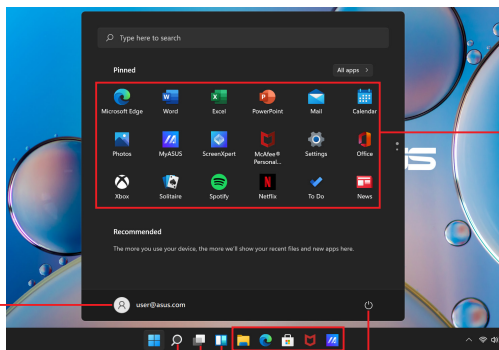 Type here to search
Pinned
All apps >
Microsoft Edge Word Excel PowerPoint Mail Calendar
Photos MyASUS ScreenXpert McAfee® Settings Office
Personal...
Xbox Solitaire Spotify Netflix To Do News
Recommended
The more you use your device, the more we'll show your recent files and new apps here.
user@asus.com